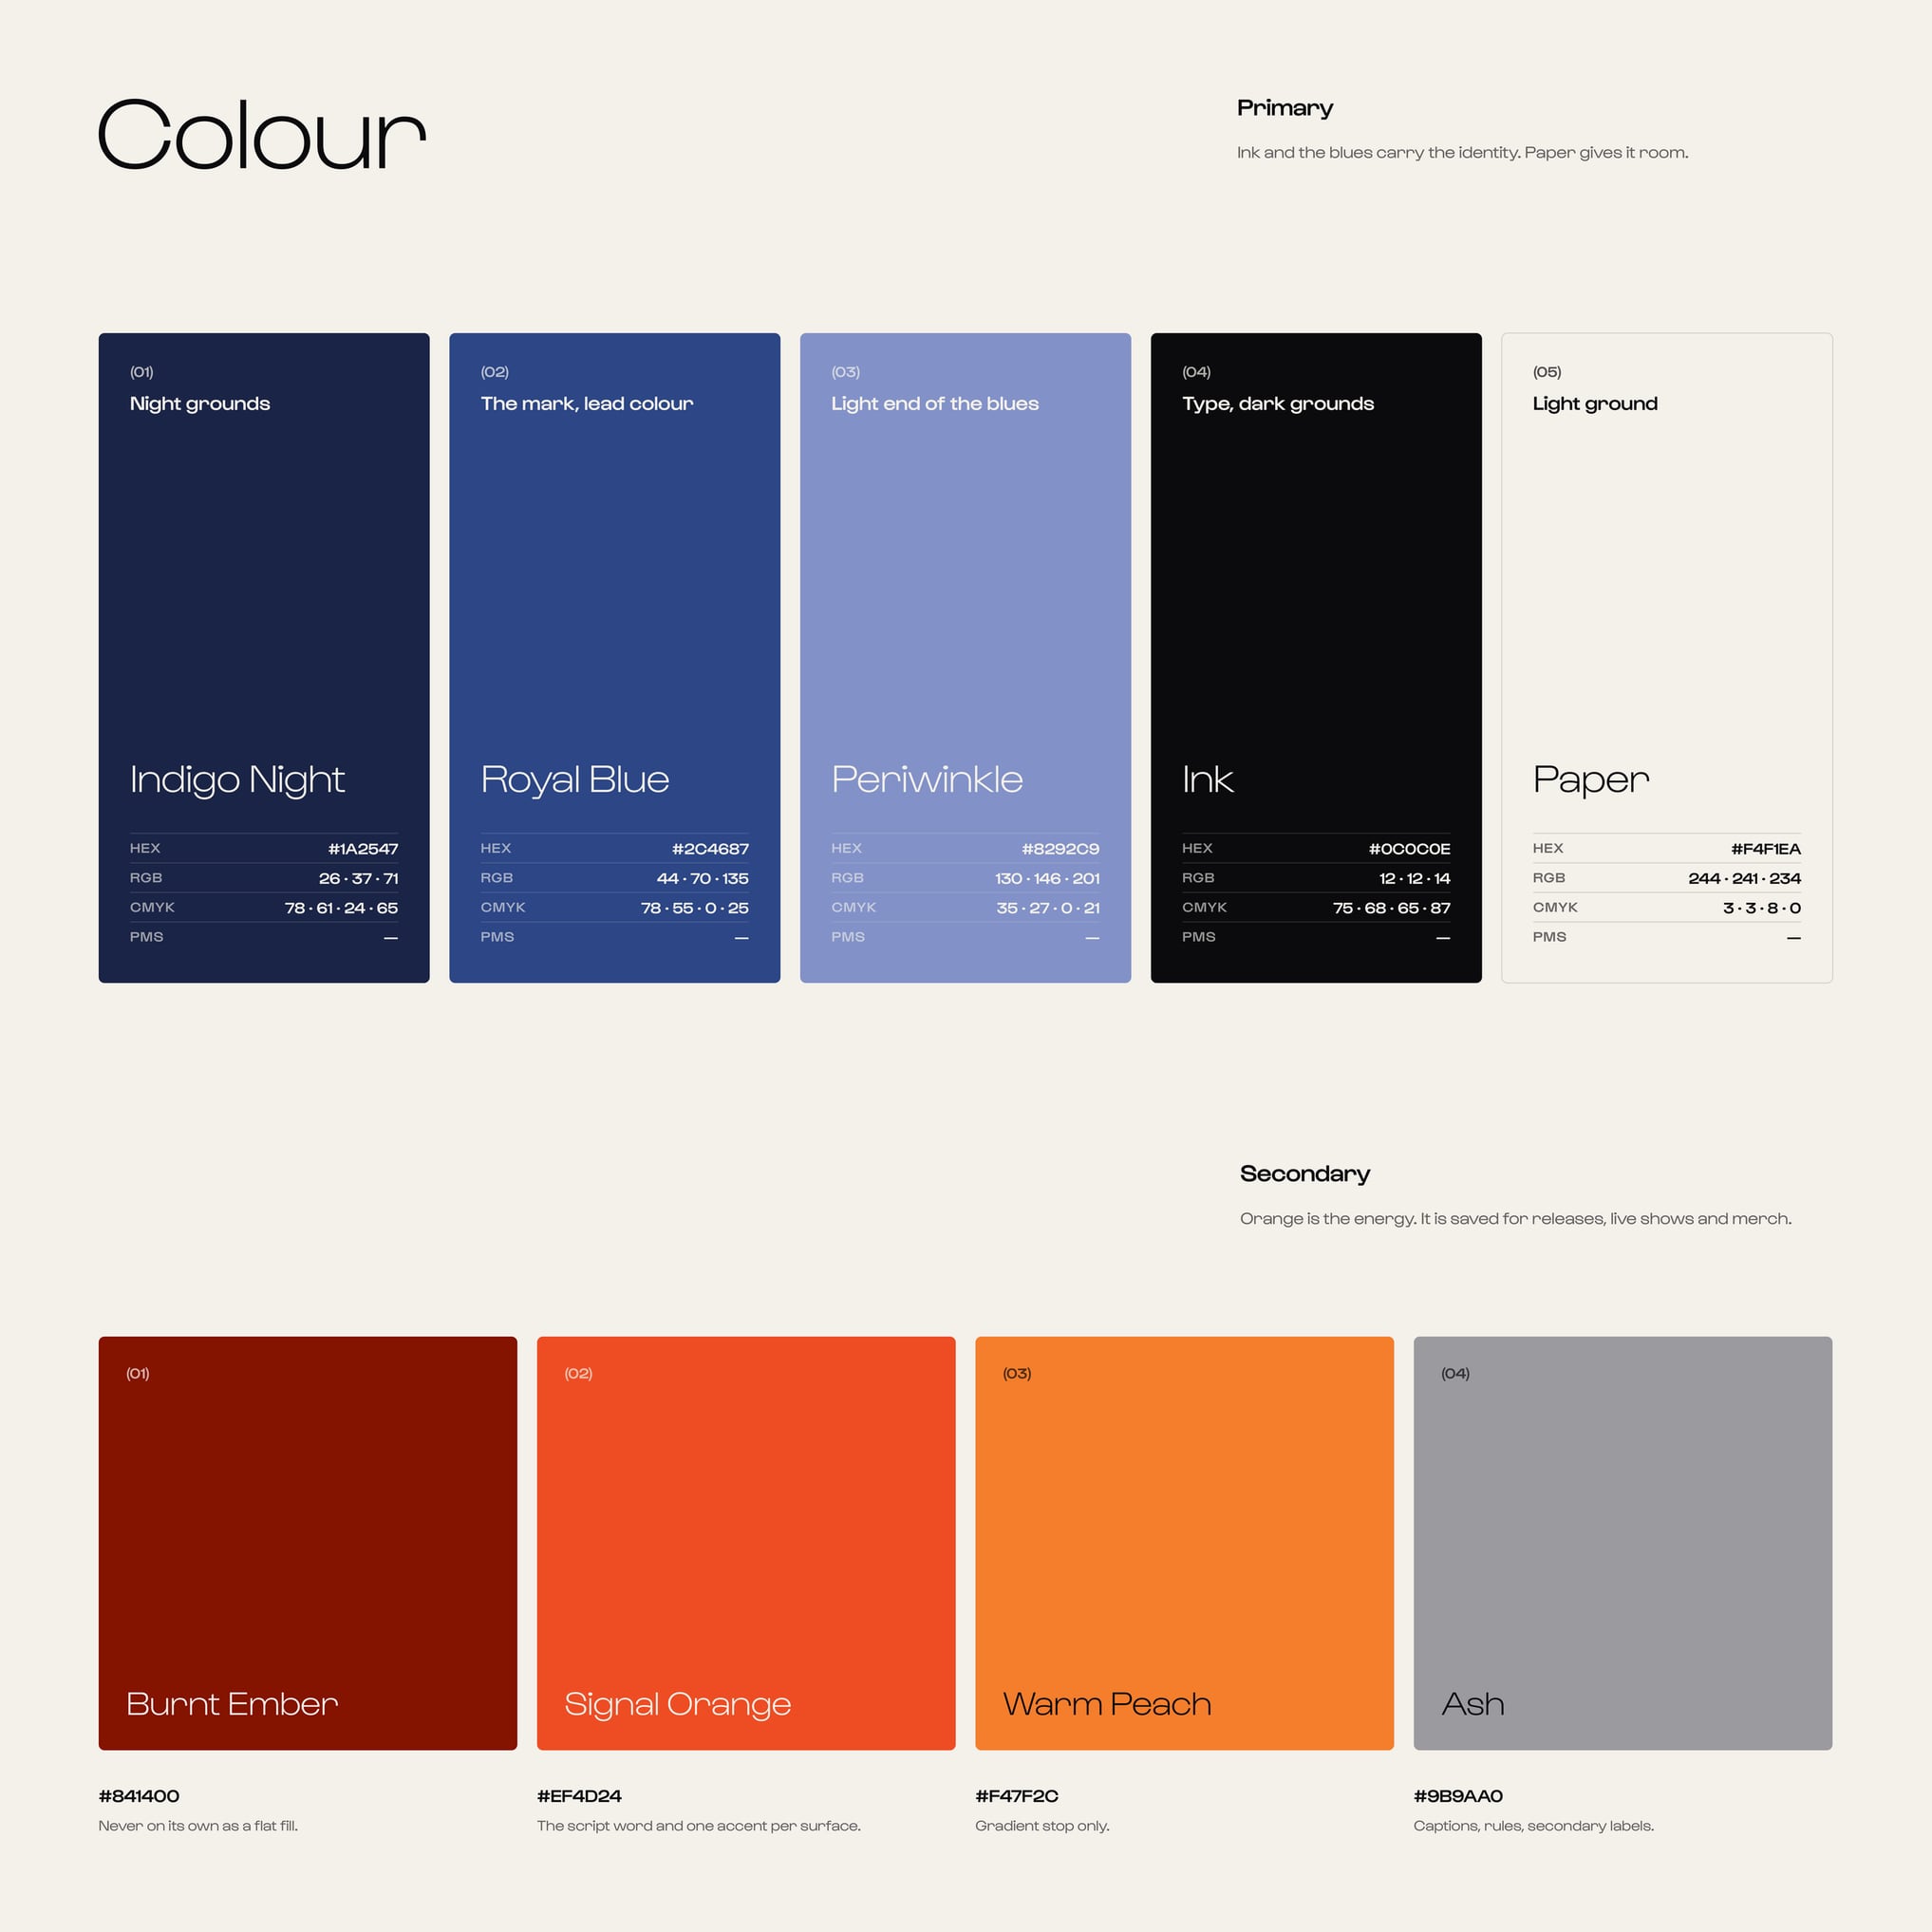 Colour
Primary
Ink and the blues carry the identity. Paper gives it room.
(01)
Night grounds
Indigo Night
HEX #1A2547
RGB 26 · 37 · 71
CMYK 78 · 61 · 24 · 65
PMS —
(02)
The mark, lead colour
Royal Blue
HEX #2C4687
RGB 44 · 70 · 135
CMYK 78 · 55 · 0 · 25
PMS —
(03)
Light end of the blues
Periwinkle
HEX #8292C9
RGB 130 · 146 · 201
CMYK 35 · 27 · 0 · 21
PMS —
(04)
Type, dark grounds
Ink
HEX #0C0C0E
RGB 12 · 12 · 14
CMYK 75 · 68 · 65 · 87
PMS —
(05)
Light ground
Paper
HEX #F4F1EA
RGB 244 · 241 · 234
CMYK 3 · 3 · 8 · 0
PMS —
Secondary
Orange is the energy. It is saved for releases, live shows and merch.
(01)
Burnt Ember
#841400
Never on its own as a flat fill.
(02)
Signal Orange
#EF4D24
The script word and one accent per surface.
(03)
Warm Peach
#F47F2C
Gradient stop only.
(04)
Ash
#9B9AA0
Captions, rules, secondary labels.